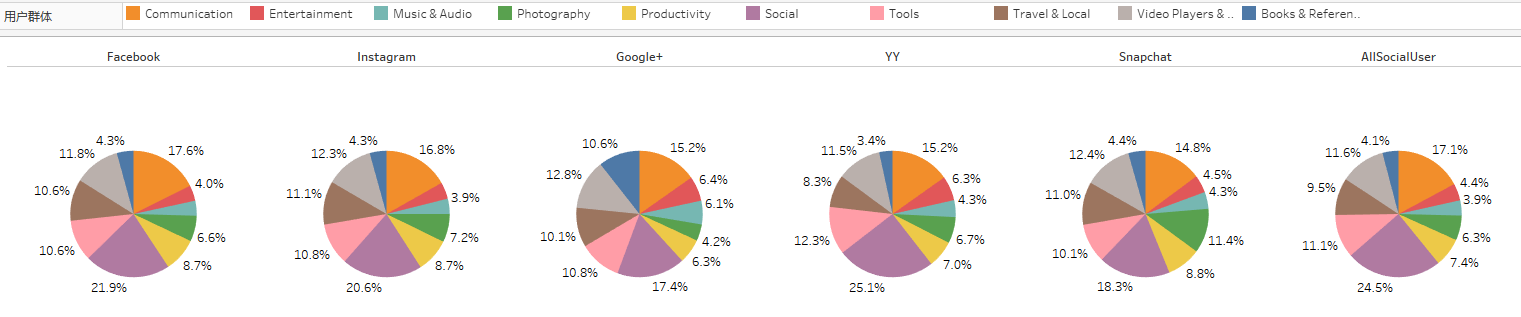 用户群体 Communication Entertainment Music & Audio Photography Productivity Social Tools Travel & Local Video Players & .. Books & Referen..
Facebook Instagram Google+ YY Snapchat AllSocialUser
4.3% 17.6% 4.0% 6.6% 8.7% 21.9% 10.6% 10.6% 11.8%
4.3% 16.8% 3.9% 7.2% 8.7% 20.6% 10.8% 11.1% 12.3%
10.6% 15.2% 6.4% 6.1% 4.2% 6.3% 17.4% 10.8% 10.1% 12.8%
3.4% 15.2% 6.3% 4.3% 6.7% 7.0% 25.1% 12.3% 8.3% 11.5%
4.4% 14.8% 4.5% 4.3% 11.4% 8.8% 18.3% 10.1% 11.0% 12.4%
4.1% 17.1% 4.4% 3.9% 6.3% 7.4% 24.5% 11.1% 9.5% 11.6%